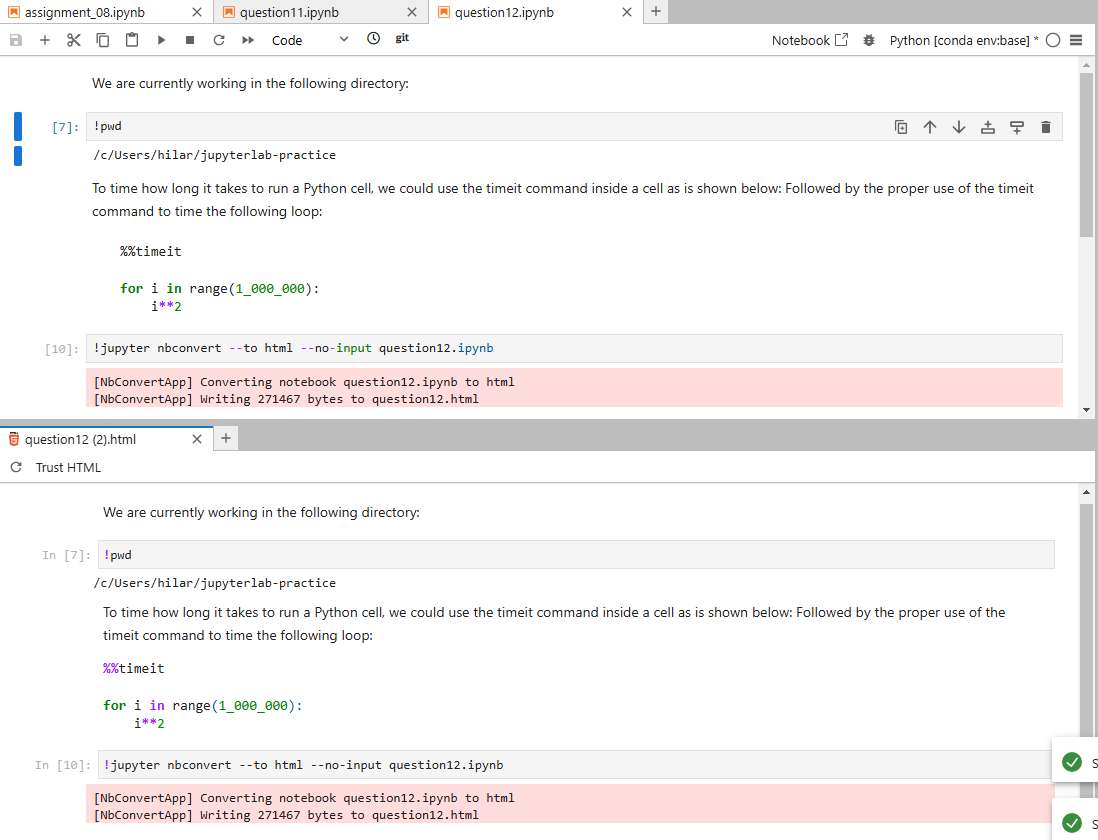 assignment_08.ipynb
question11.ipynb
question12.ipynb
Code
git
Notebook
Python [conda env:base] *
We are currently working in the following directory:
[7]:
!pwd
/c/Users/hilar/jupyterlab-practice
To time how long it takes to run a Python cell, we could use the timeit command inside a cell as is shown below: Followed by the proper use of the timeit
command to time the following loop:
%%timeit
for i in range(1_000_000):
i**2
[10]:
!jupyter nbconvert --to html --no-input question12.ipynb
[NbConvertApp] Converting notebook question12.ipynb to html
[NbConvertApp] Writing 271467 bytes to question12.html
question12 (2).html
Trust HTML
We are currently working in the following directory:
In [7]:
!pwd
/c/Users/hilar/jupyterlab-practice
To time how long it takes to run a Python cell, we could use the timeit command inside a cell as is shown below: Followed by the proper use of the
timeit command to time the following loop:
%%timeit
for i in range(1_000_000):
i**2
In [10]:
!jupyter nbconvert --to html --no-input question12.ipynb
[NbConvertApp] Converting notebook question12.ipynb to html
[NbConvertApp] Writing 271467 bytes to question12.html